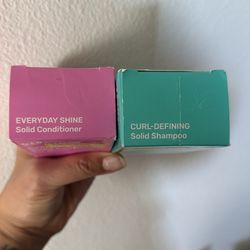 EVERYDAY SHINE
Solid Conditioner
CURL-DEFINING
Solid Shampoo